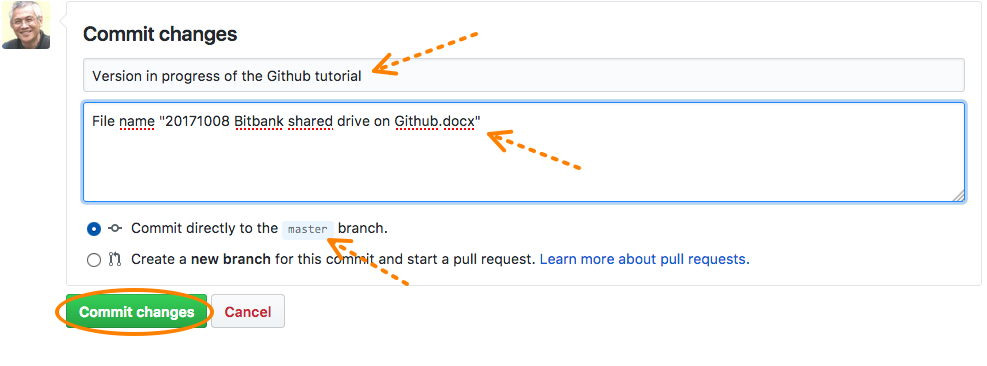 Commit changes
Version in progress of the Github tutorial
File name "20171008 Bitbank shared drive on Github.docx"
Commit directly to the master branch.
Create a new branch for this commit and start a pull request. Learn more about pull requests.
Commit changes Cancel